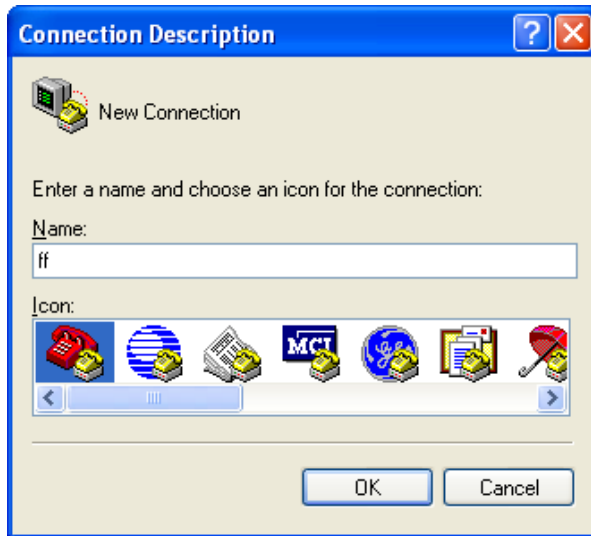 Connection Description
New Connection
Enter a name and choose an icon for the connection:
Name:
ff
Icon:
MCI
OK Cancel